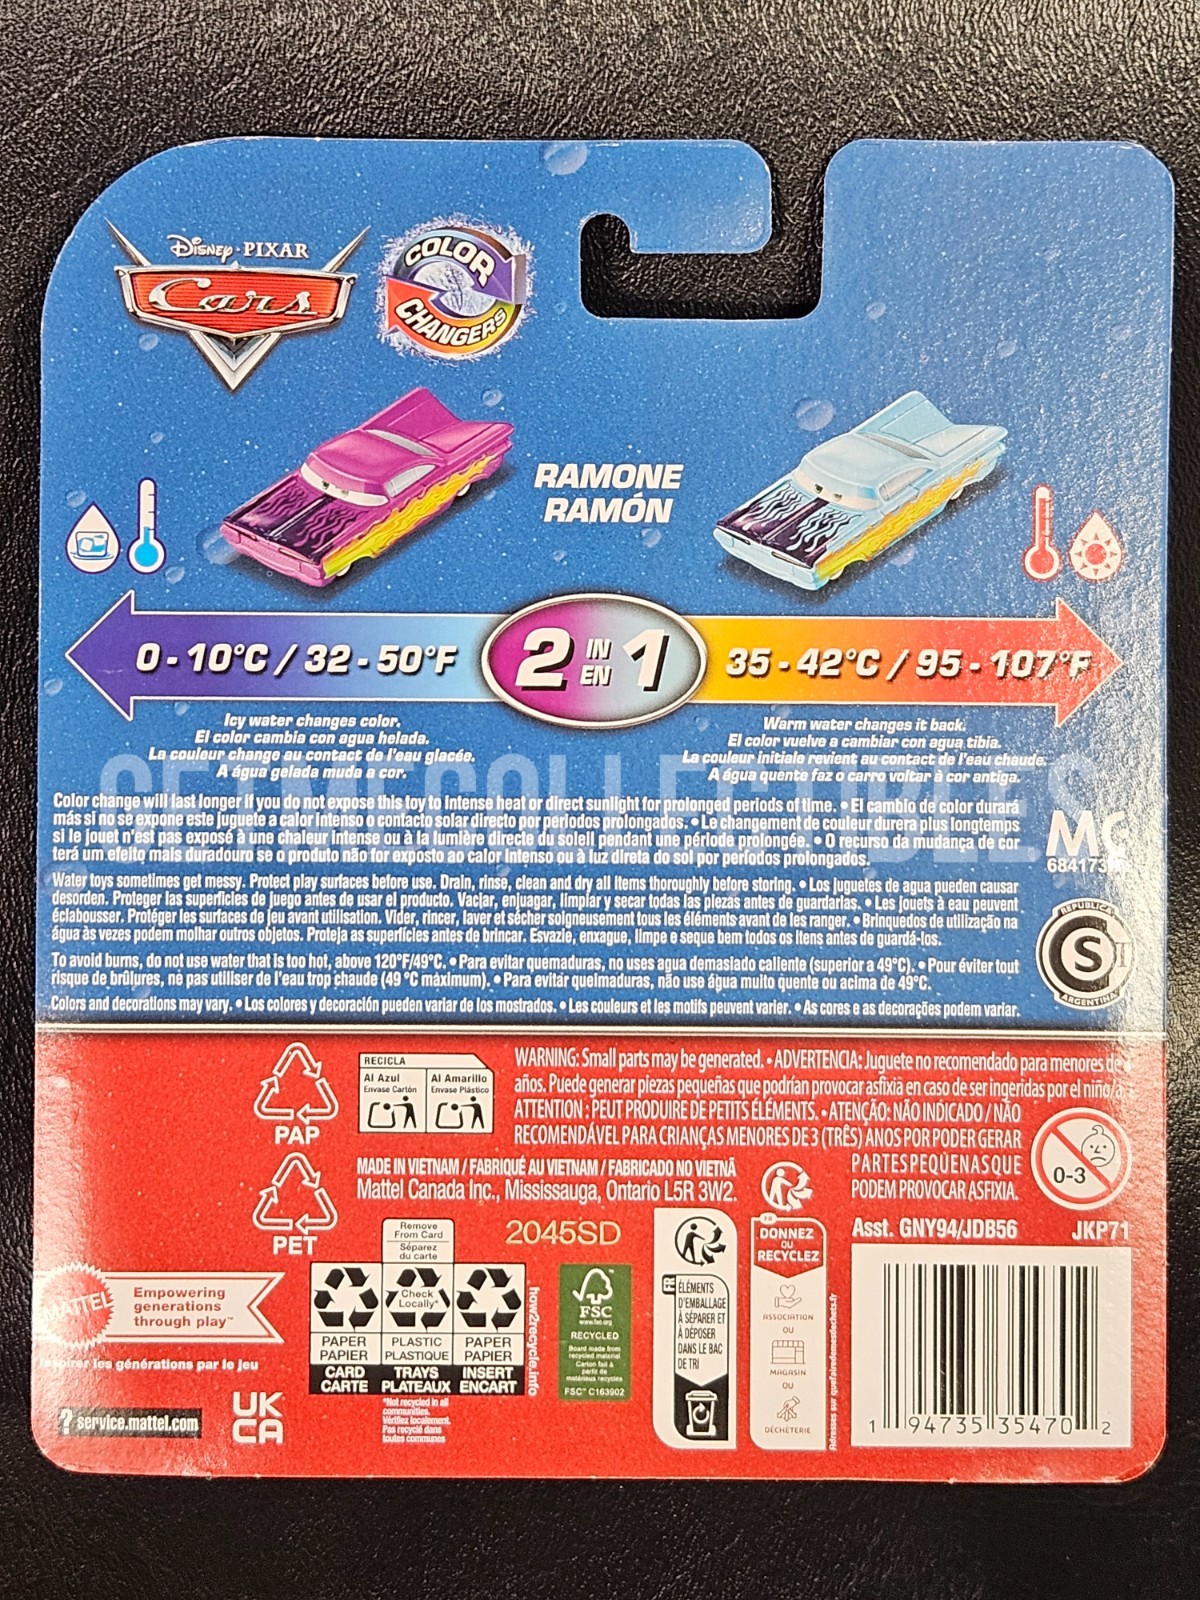 Disney · PIXAR
Cars
COLOR
CHANGERS
RAMONE
RAMÓN
0 - 10°C / 32 - 50°F
2 IN EN 1
35 - 42°C / 95 - 107°F
Icy water changes color.
El color cambia con agua helada.
La couleur change au contact de l'eau glacée.
A água gelada muda a cor.
Warm water changes it back.
El color vuelve a cambiar con agua tibia.
La couleur initiale revient au contact de l'eau chaude.
A água quente faz o carro voltar à cor antiga.
Color change will last longer if you do not expose this toy to intense heat or direct sunlight for prolonged periods of time. • El cambio de color durará
más si no se expone este juguete a calor intenso o contacto solar directo por períodos prolongados. • Le changement de couleur durera plus longtemps
si le jouet n'est pas exposé à une chaleur intense ou à la lumière directe du soleil pendant une période prolongée. • O recurso da mudança de cor
terá um efeito mais duradouro se o produto não for exposto ao calor intenso ou à luz direta do sol por períodos prolongados.
Water toys sometimes get messy. Protect play surfaces before use. Drain, rinse, clean and dry all items thoroughly before storing. • Los juguetes de agua pueden causar
desorden. Proteger las superficies de juego antes de usar el producto. Vaciar, enjuagar, limpiar y secar todas las piezas antes de guardarlas. • Les jouets à eau peuvent
éclabousser. Protéger les surfaces de jeu avant utilisation. Vider, rincer, laver et sécher soigneusement tous les éléments avant de les ranger. • Brinquedos de utilização na
água às vezes podem molhar outros objetos. Proteja as superfícies antes de brincar. Esvazie, enxague, limpe e seque bem todos os itens antes de guardá-los.
To avoid burns, do not use water that is too hot, above 120°F/49°C. • Para evitar quemaduras, no uses agua demasiado caliente (superior a 49°C). • Pour éviter tout
risque de brûlures, ne pas utiliser de l'eau trop chaude (49 °C maximum). • Para evitar queimaduras, não use água muito quente ou acima de 49°C.
Colors and decorations may vary. • Los colores y decoración pueden variar de los mostrados. • Les couleurs et les motifs peuvent varier. • As cores e as decorações podem variar.
MC
REPUBLICA
S
ARGENTINA
PAP
PET
RECICLA
Al Azul
Envase Cartón
Al Amarillo
Envase Plástico
WARNING: Small parts may be generated. • ADVERTENCIA: Juguete no recomendado para menores de
años. Puede generar piezas pequeñas que podrían provocar asfixia en caso de ser ingeridas por el niño/a.
ATTENTION : PEUT PRODUIRE DE PETITS ÉLÉMENTS. • ATENÇÃO: NÃO INDICADO / NÃO
RECOMENDÁVEL PARA CRIANÇAS MENORES DE 3 (TRÊS) ANOS POR PODER GERAR
PARTES PEQUENAS QUE
PODEM PROVOCAR ASFIXIA.
0-3
MADE IN VIETNAM / FABRIQUÉ AU VIETNAM / FABRICADO NO VIETNÃ
Mattel Canada Inc., Mississauga, Ontario L5R 3W2.
2045SD
Asst. GNY94/JDB56 JKP71
MATTEL
Empowering
generations
through play™
Inspirer les générations par le jeu
? service.mattel.com
UK
CA
Remove
From Card
Séparez
du carte
Check
Locally*
PAPER
PAPIER
CARD
CARTE
PLASTIC
PLASTIQUE
TRAYS
PLATEAUX
PAPER
PAPIER
INSERT
ENCART
*Not recycled in all
communities.
Vérifiez localement.
Pas recyclé dans
toutes communes
how2recycle.info
FSC
www.fsc.org
RECYCLED
Board made from
recycled material
Carton fait à
partir de
matériaux recyclés
FSC™ C163902
FR
ÉLÉMENTS
D'EMBALLAGE
À SÉPARER ET
À DÉPOSER
DANS LE BAC
DE TRI
FR
DONNEZ
OU
RECYCLEZ
ASSOCIATION
OU
MAGASIN
OU
DÉCHÈTERIE
Adresses sur quefairedemesdechets.fr
1 94735 35470 2